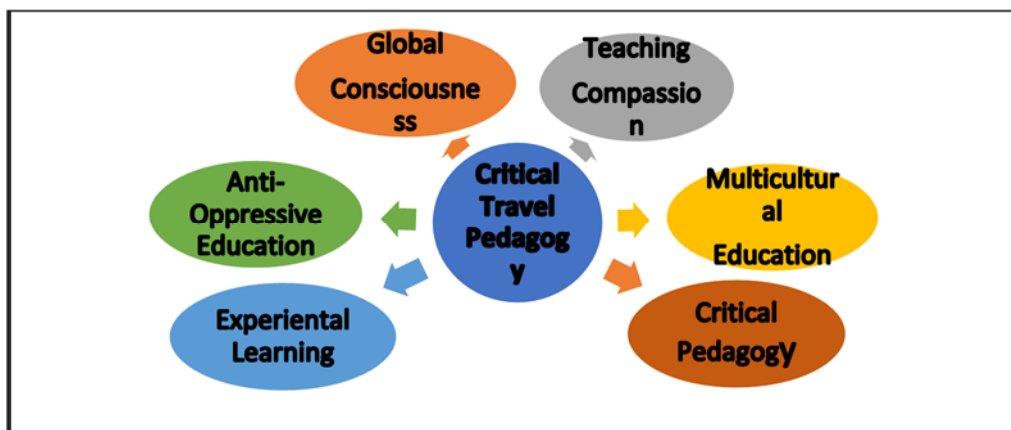 Global
Consciousne
ss
Teaching
Compassio
n
Anti-
Oppressive
Education
Critical
Travel
Pedagog
y
Multicultur
al
Education
Experiental
Learning
Critical
Pedagogy